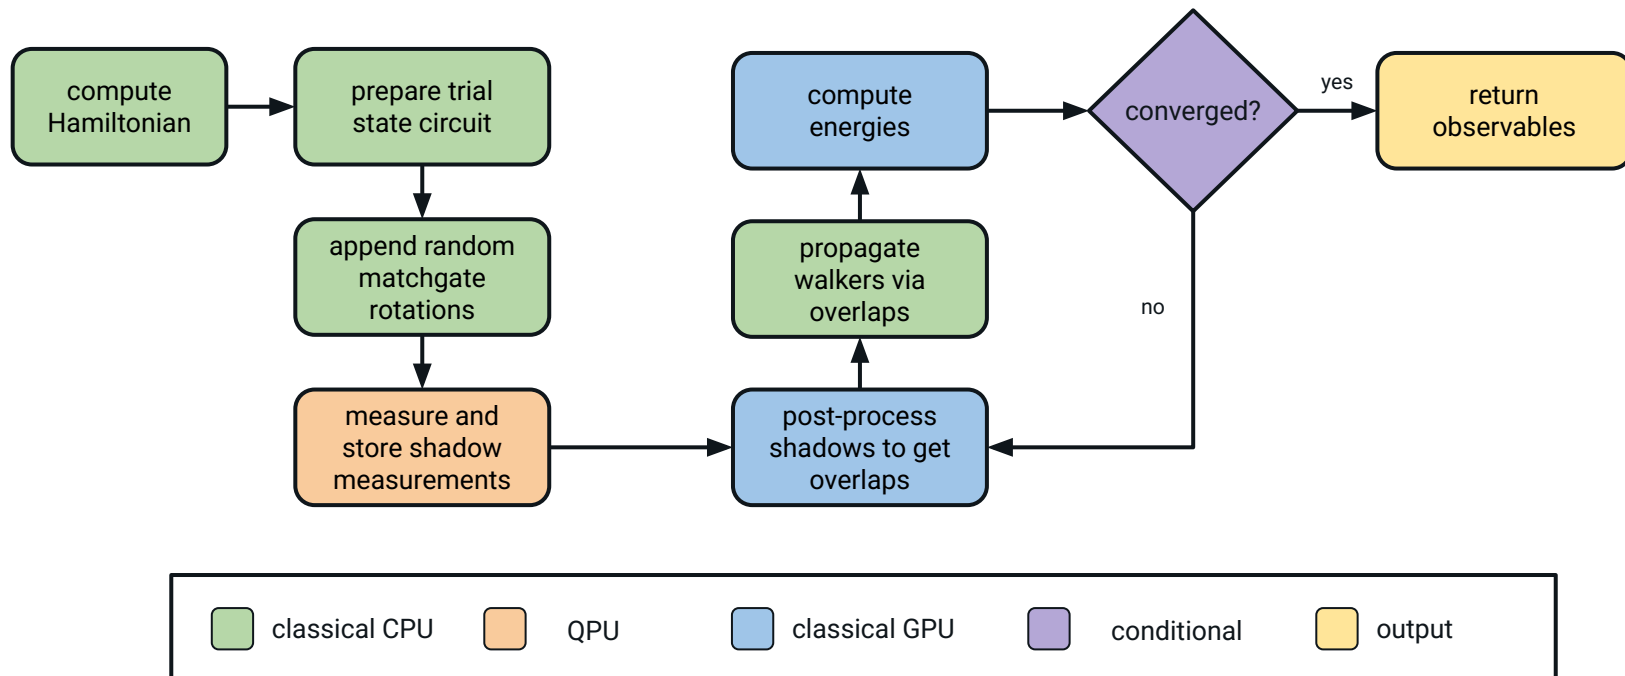 compute
Hamiltonian
prepare trial
state circuit
append random
matchgate
rotations
measure and
store shadow
measurements
post-process
shadows to get
overlaps
propagate
walkers via
overlaps
compute
energies
converged?
yes
no
return
observables
classical CPU
QPU
classical GPU
conditional
output